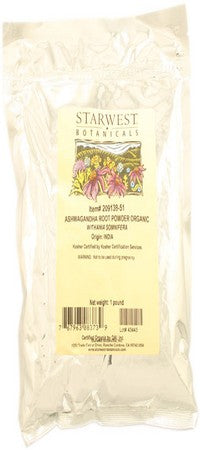 STARWEST
BOTANICALS
Item# 209139-51
ASHWAGANDHA ROOT POWDER ORGANIC
WITHANIA SOMNIFERA
Origin: INDIA
Kosher Certified by Kosher Certification Services.
WARNING: Not to be used during pregnancy.
Net weight: 1 pound
Certified Organic by